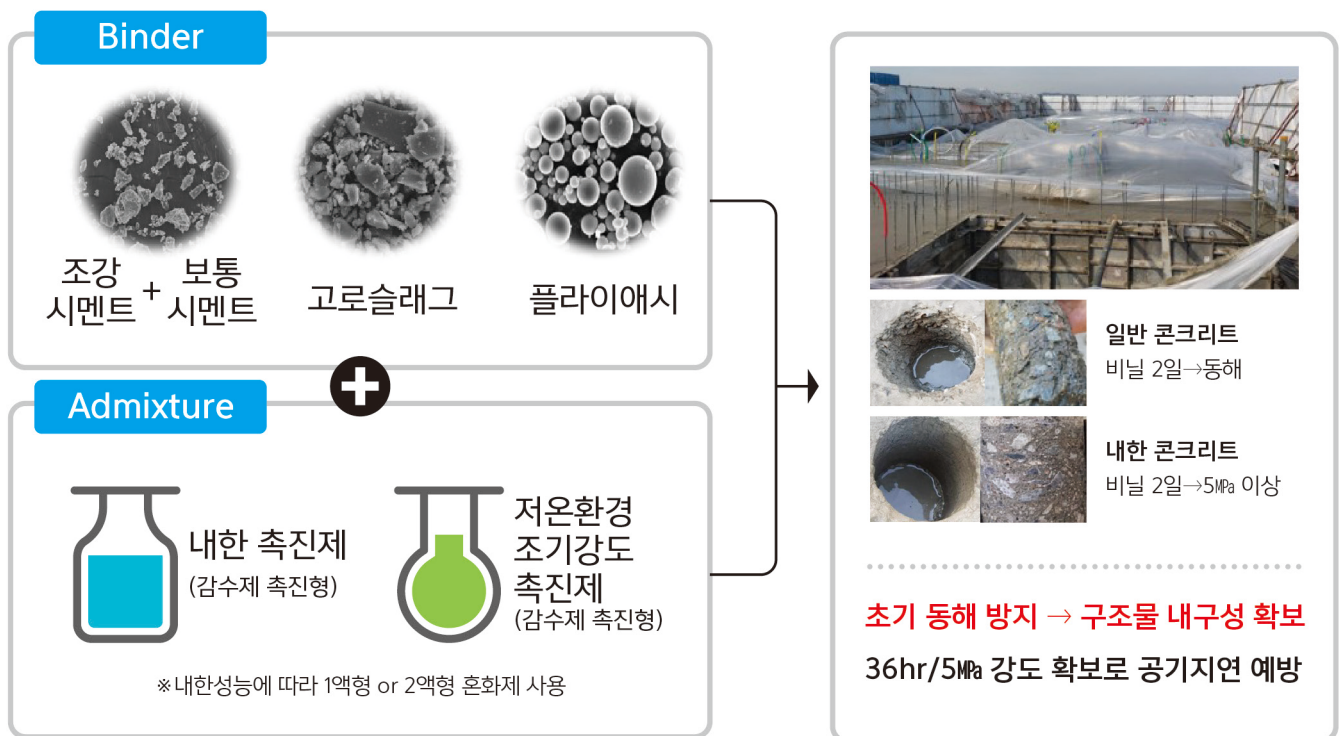 Binder
조강
시멘트
+
보통
시멘트
고로슬래그
플라이애시
Admixture
내한 촉진제
(감수제 촉진형)
저온환경
조기강도
촉진제
(감수제 촉진형)
※내한성능에 따라 1액형 or 2액형 혼화제 사용
일반 콘크리트
비닐 2일→동해
내한 콘크리트
비닐 2일→5㎫ 이상
초기 동해 방지 → 구조물 내구성 확보
36hr/5㎫ 강도 확보로 공기지연 예방